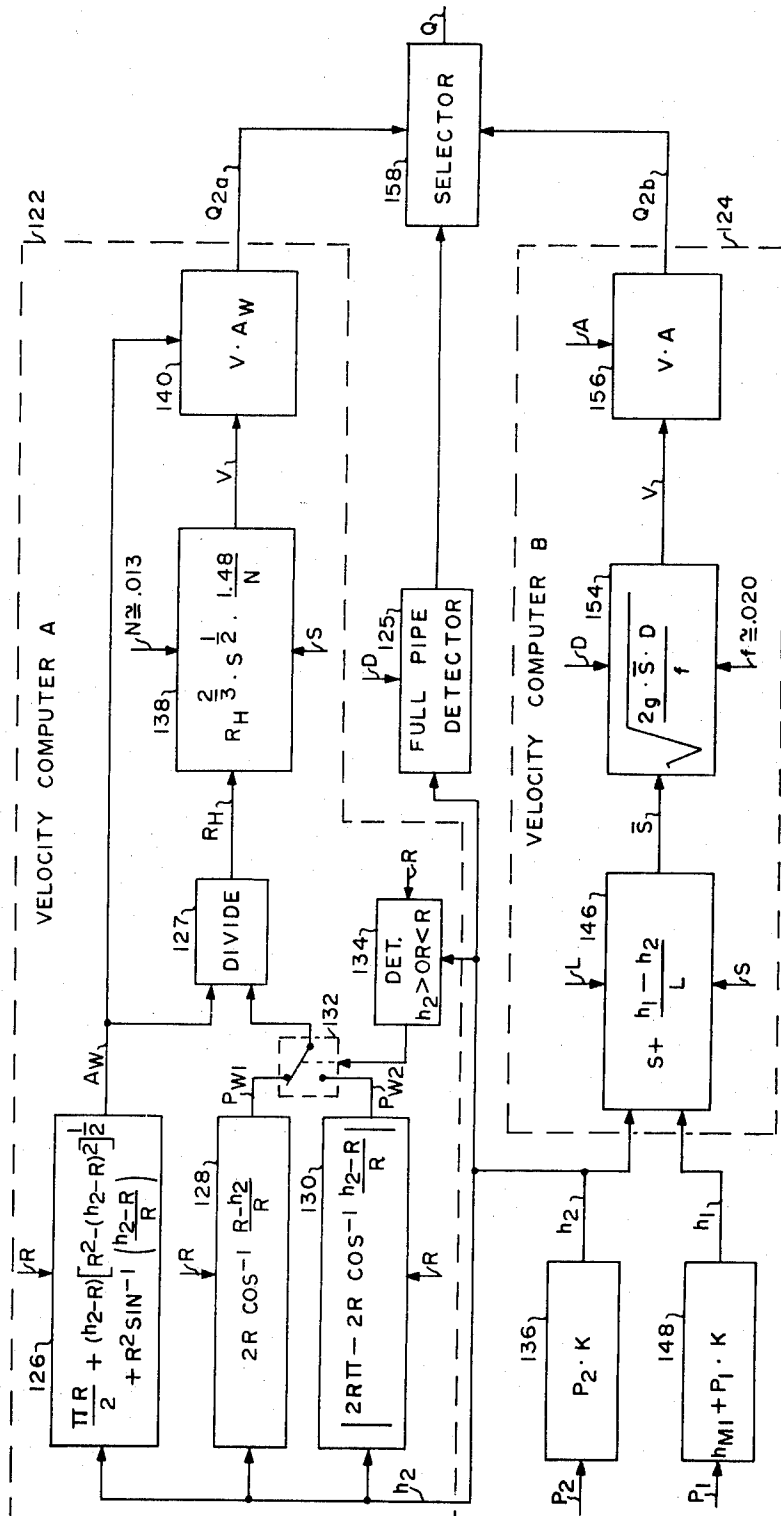 VELOCITY COMPUTER A
122
126
R
πR/2 + (h2-R)[R²-(h2-R)²]^1/2
+ R² SIN⁻¹ (h2-R/R)
AW
128
R
2R COS⁻¹ R-h2/R
PW1
130
|2Rπ - 2R COS⁻¹ h2-R/R|
R
PW2
h2
127
DIVIDE
132
134
DET.
h2>OR<R
R
RH
138
N≅.013
RH^2/3 · S^1/2 · 1.48/N
S
V
140
V · AW
Q2a
125
D
FULL PIPE
DETECTOR
158
SELECTOR
Q
136
P2
P2 · K
h2
148
P1
hM1 + P1 · K
h1
VELOCITY COMPUTER B
124
146
L
S + h1 - h2/L
S
S̅
154
D
√2g · S̅ · D/f
f≅.020
V
156
A
V · A
Q2b